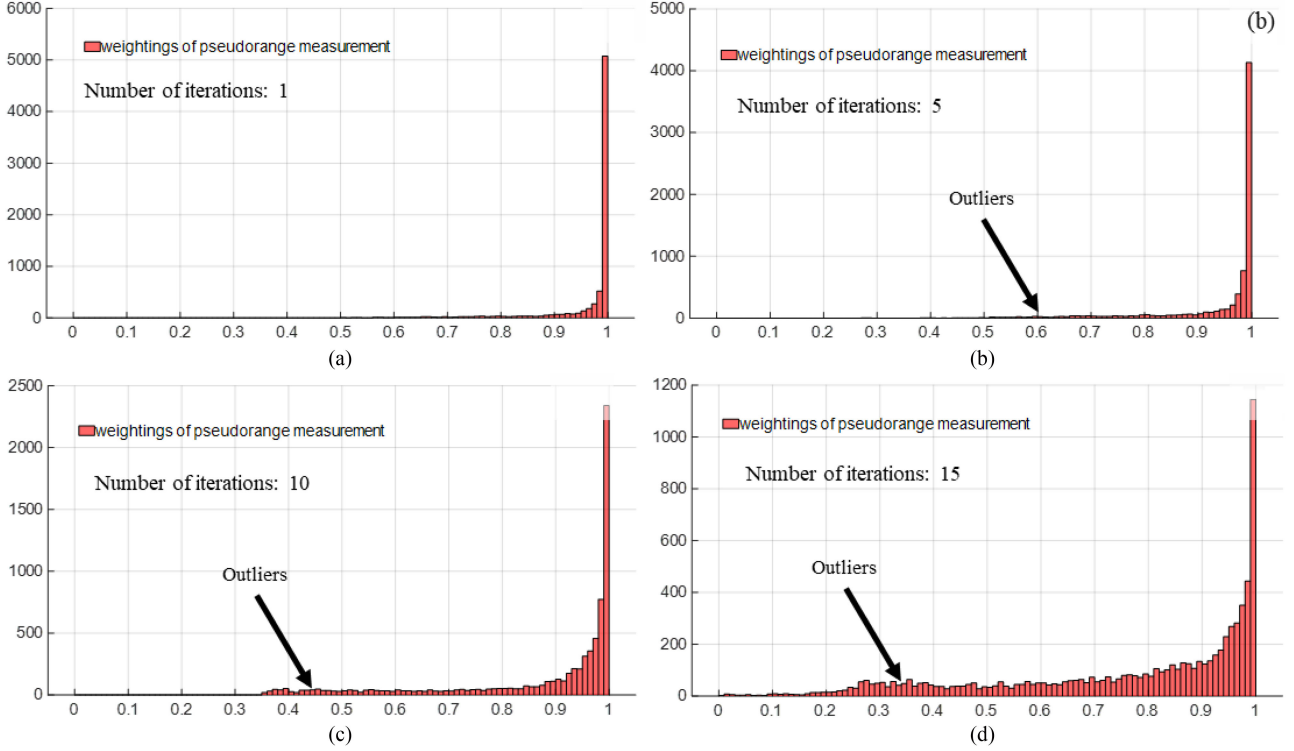 6000
5000
4000
3000
2000
1000
0
weightings of pseudorange measurement
Number of iterations: 1
0 0.1 0.2 0.3 0.4 0.5 0.6 0.7 0.8 0.9 1
(a)
5000
4000
3000
2000
1000
0
(b)
weightings of pseudorange measurement
Number of iterations: 5
Outliers
0 0.1 0.2 0.3 0.4 0.5 0.6 0.7 0.8 0.9 1
(b)
2500
2000
1500
1000
500
0
weightings of pseudorange measurement
Number of iterations: 10
Outliers
0 0.1 0.2 0.3 0.4 0.5 0.6 0.7 0.8 0.9 1
(c)
1200
1000
800
600
400
200
0
weightings of pseudorange measurement
Number of iterations: 15
Outliers
0 0.1 0.2 0.3 0.4 0.5 0.6 0.7 0.8 0.9 1
(d)